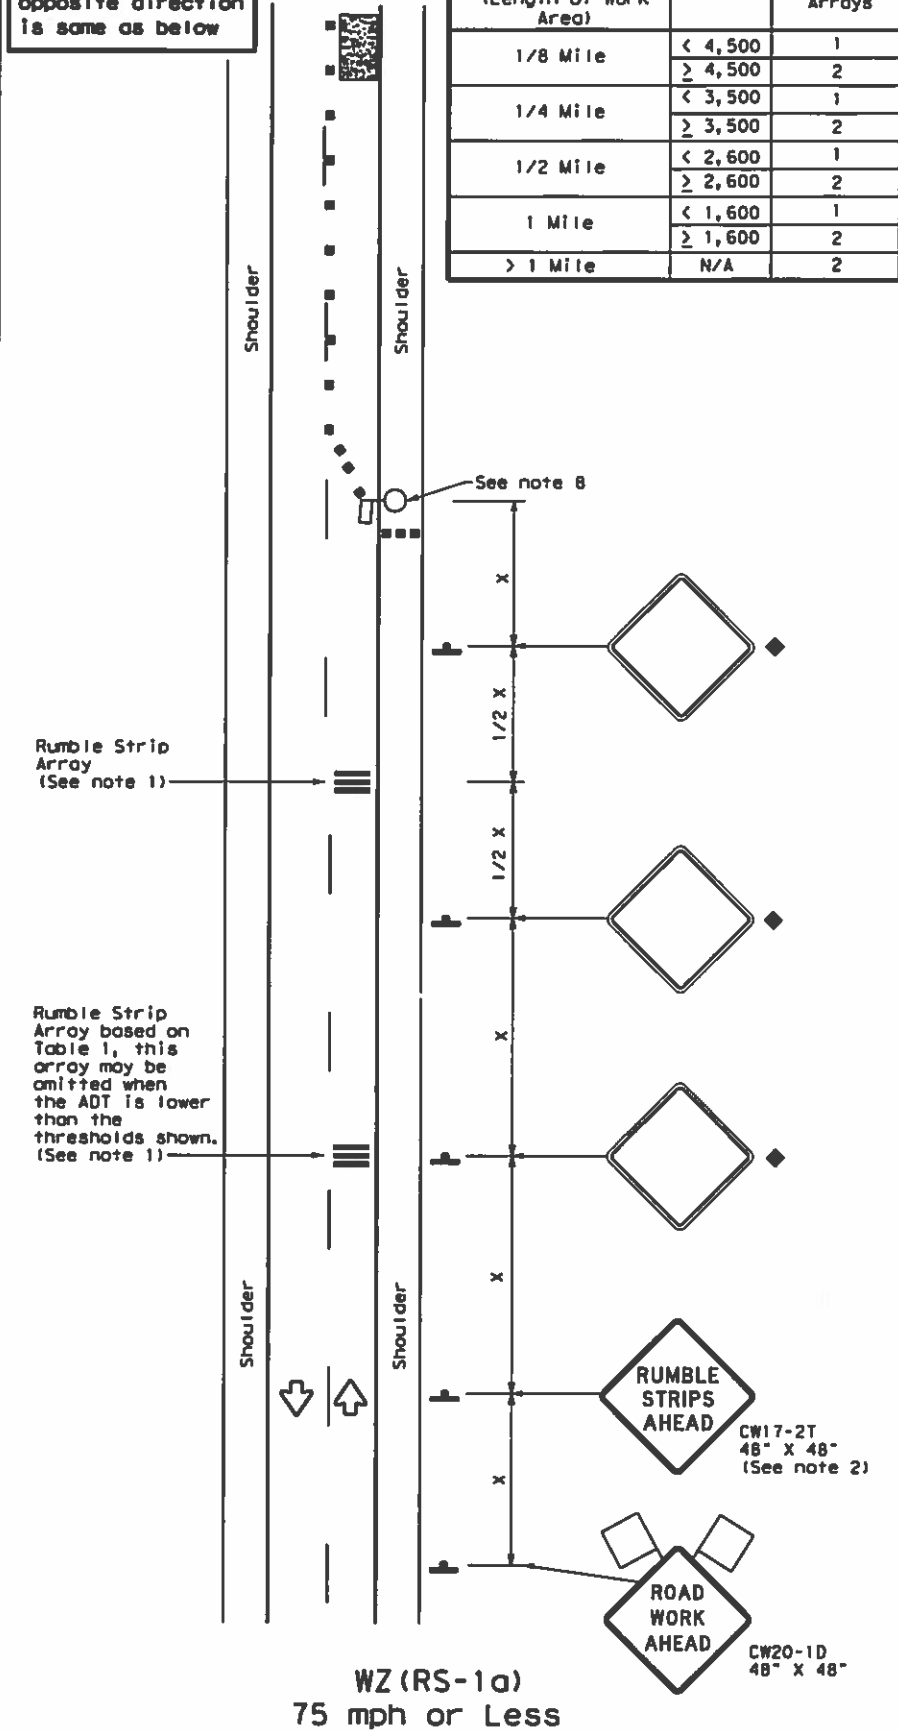 opposite direction
is same as below
(Length of Work
Area)
Arrays
1/8 Mile
< 4,500
1
≥ 4,500
2
1/4 Mile
< 3,500
1
≥ 3,500
2
1/2 Mile
< 2,600
1
≥ 2,600
2
1 Mile
< 1,600
1
≥ 1,600
2
> 1 Mile
N/A
2
Shoulder
Shoulder
See note 8
X
1/2 X
Rumble Strip
Array
(See note 1)
1/2 X
Rumble Strip
Array based on
Table 1, this
array may be
omitted when
the ADT is lower
than the
thresholds shown.
(See note 1)
X
X
Shoulder
Shoulder
RUMBLE
STRIPS
AHEAD
CW17-2T
48" X 48"
(See note 2)
X
ROAD
WORK
AHEAD
CW20-1D
48" X 48"
WZ(RS-1a)
75 mph or Less